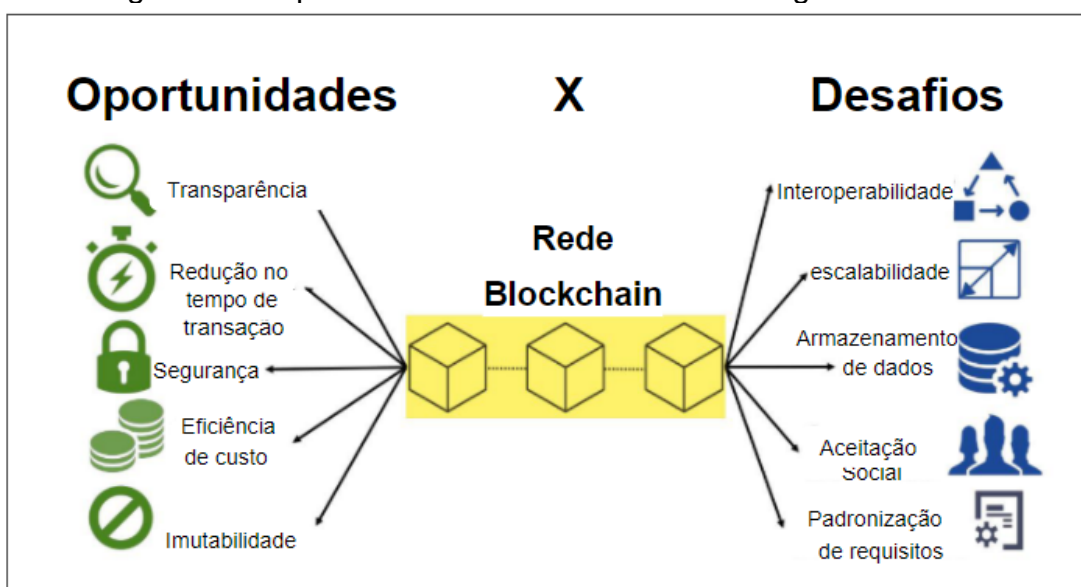 Oportunidades X Desafios
Transparência
Redução no
tempo de
transação
Segurança
Eficiência
de custo
Imutabilidade
Rede
Blockchain
Interoperabilidade
escalabilidade
Armazenamento
de dados
Aceitação
Social
Padronização
de requisitos